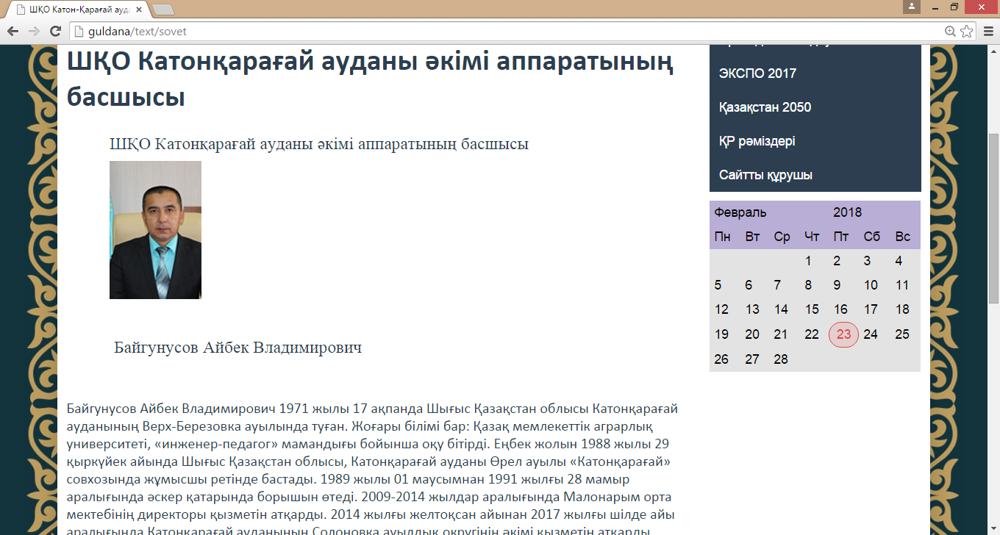 ШҚО Катон-Қарағай ауда
guldana/text/sovet
ШҚО Катонқарағай ауданы әкімі аппаратының
басшысы
ШҚО Катонқарағай ауданы әкімі аппаратының басшысы
Байгунусов Айбек Владимирович
Байгунусов Айбек Владимирович 1971 жылы 17 ақпанда Шығыс Қазақстан облысы Катонқарағай
ауданының Верх-Березовка ауылында туған. Жоғары білімі бар: Қазақ мемлекеттік аграрлық
университеті, «инженер-педагог» мамандығы бойынша оқу бітірді. Еңбек жолын 1988 жылы 29
қыркүйек айында Шығыс Қазақстан облысы, Катонқарағай ауданы Өрел ауылы «Катонқарағай»
совхозында жұмысшы ретінде бастады. 1989 жылы 01 маусымнан 1991 жылғы 28 мамыр
аралығында әскер қатарында борышын өтеді. 2009-2014 жылдар аралығында Малонарым орта
мектебінің директоры қызметін атқарды. 2014 жылғы желтоқсан айынан 2017 жылғы шілде айы
аралығында Катонқарағай ауданының Солоновка ауылдық округінің әкімі қызметін атқарды
ЭКСПО 2017
Қазақстан 2050
ҚР рәміздері
Сайтты құрушы
Февраль 2018
Пн Вт Ср Чт Пт Сб Вс
1 2 3 4
5 6 7 8 9 10 11
12 13 14 15 16 17 18
19 20 21 22 23 24 25
26 27 28